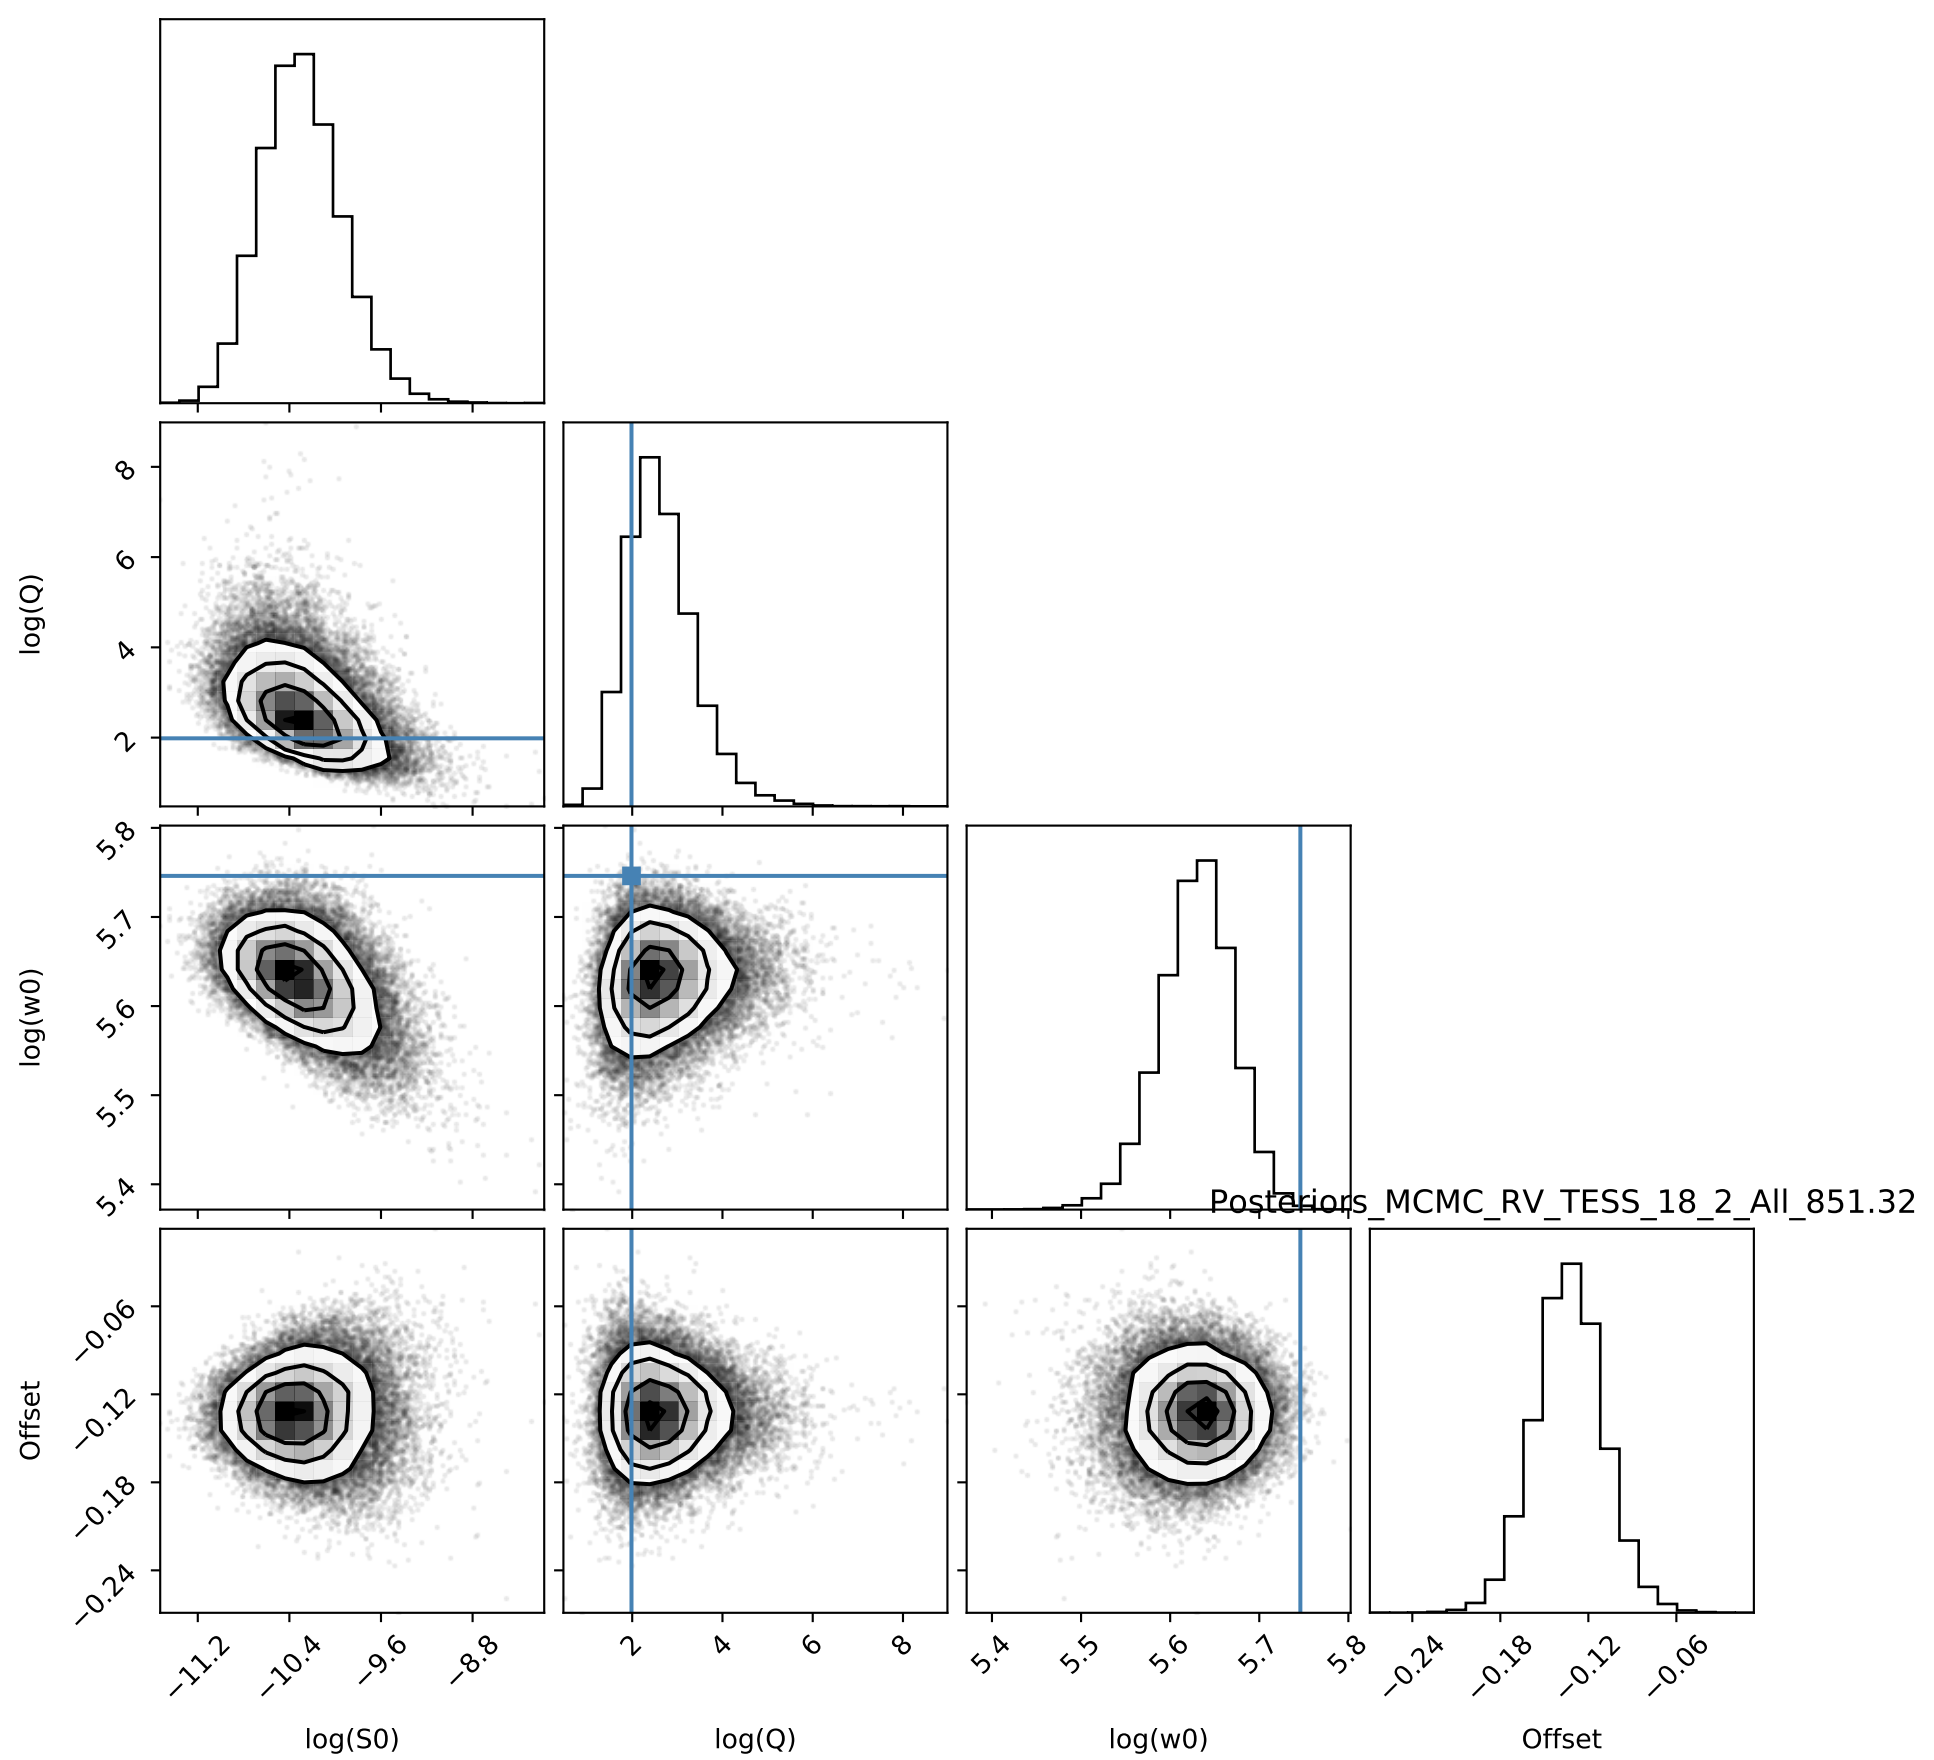 log(Q)
8
6
4
2
log(w0)
5.8
5.7
5.6
5.5
5.4
Posteriors_MCMC_RV_TESS_18_2_All_851.32
Offset
−0.06
−0.12
−0.18
−0.24
−11.2 −10.4 −9.6 −8.8
2 4 6 8
5.4 5.5 5.6 5.7 5.8
−0.24 −0.18 −0.12 −0.06
log(S0) log(Q) log(w0) Offset